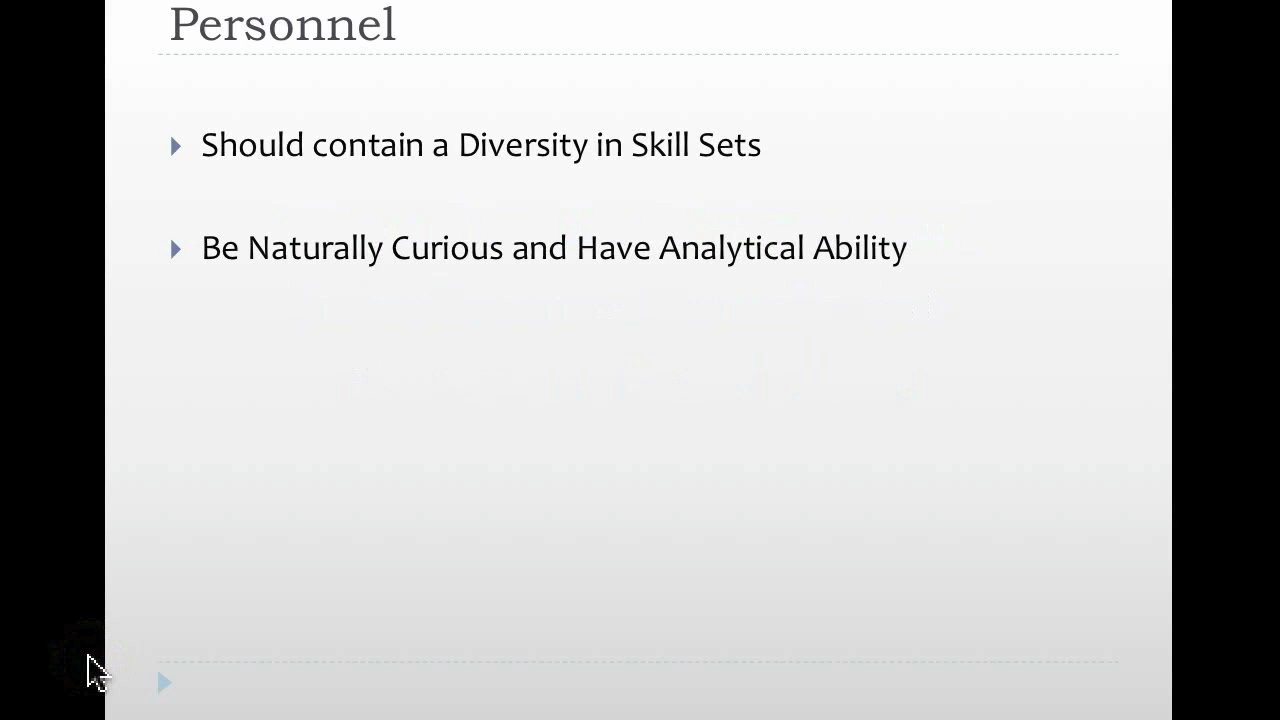 Personnel
Should contain a Diversity in Skill Sets
Be Naturally Curious and Have Analytical Ability